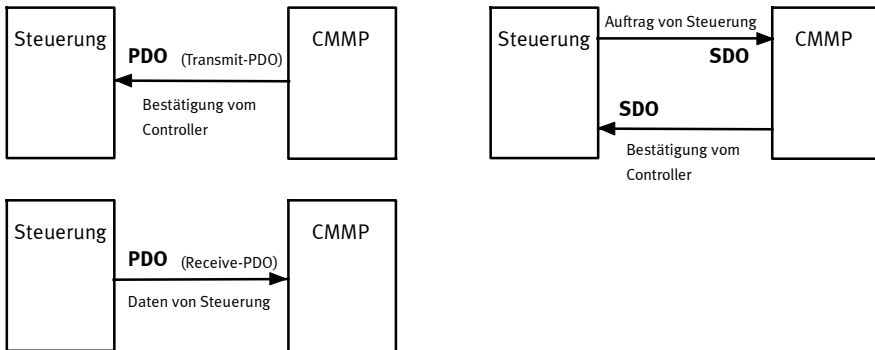 Steuerung
CMMP
PDO (Transmit-PDO)
Bestätigung vom
Controller
Steuerung
CMMP
Auftrag von Steuerung
SDO
SDO
Bestätigung vom
Controller
Steuerung
CMMP
PDO (Receive-PDO)
Daten von Steuerung